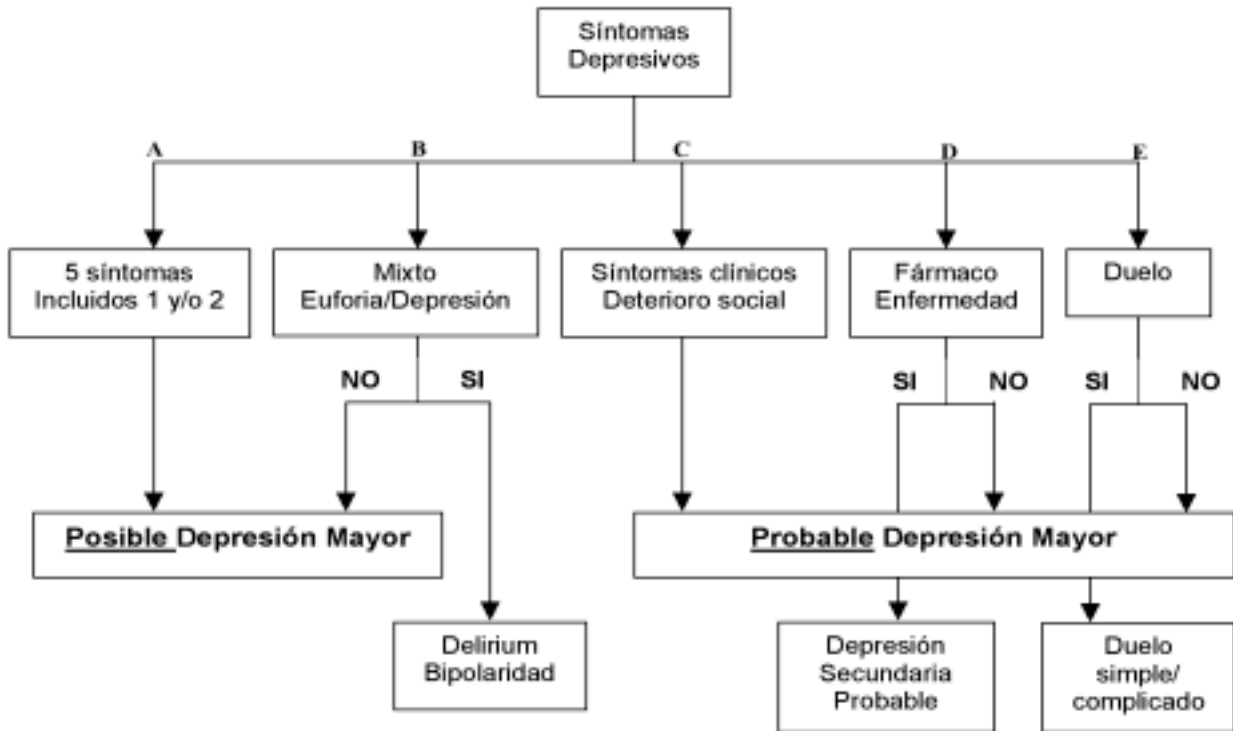 Síntomas
Depresivos
A
B
C
D
E
5 síntomas
Incluidos 1 y/o 2
Mixto
Euforia/Depresión
Síntomas clínicos
Deterioro social
Fármaco
Enfermedad
Duelo
NO
SI
SI
NO
SI
NO
Posible Depresión Mayor
Probable Depresión Mayor
Delirium
Bipolaridad
Depresión
Secundaria
Probable
Duelo
simple/
complicado